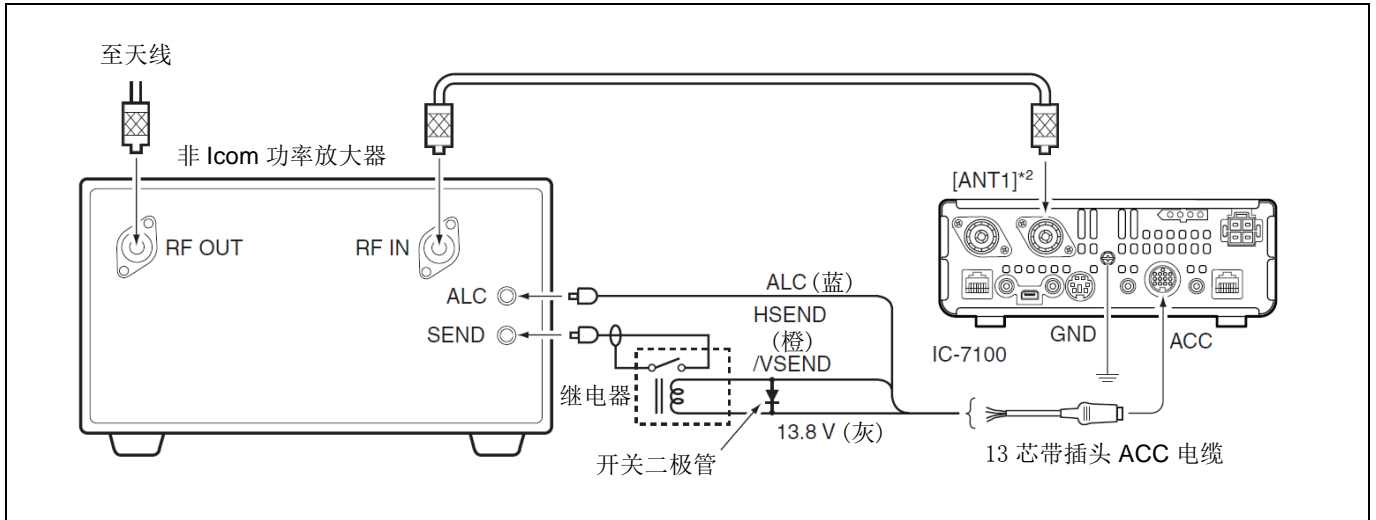 至天线
非 Icom 功率放大器
[ANT1]*2
RF OUT
RF IN
ALC
SEND
ALC (蓝)
HSEND
(橙)
/VSEND
继电器
13.8 V (灰)
开关二极管
GND
ACC
IC-7100
13 芯带插头 ACC 电缆